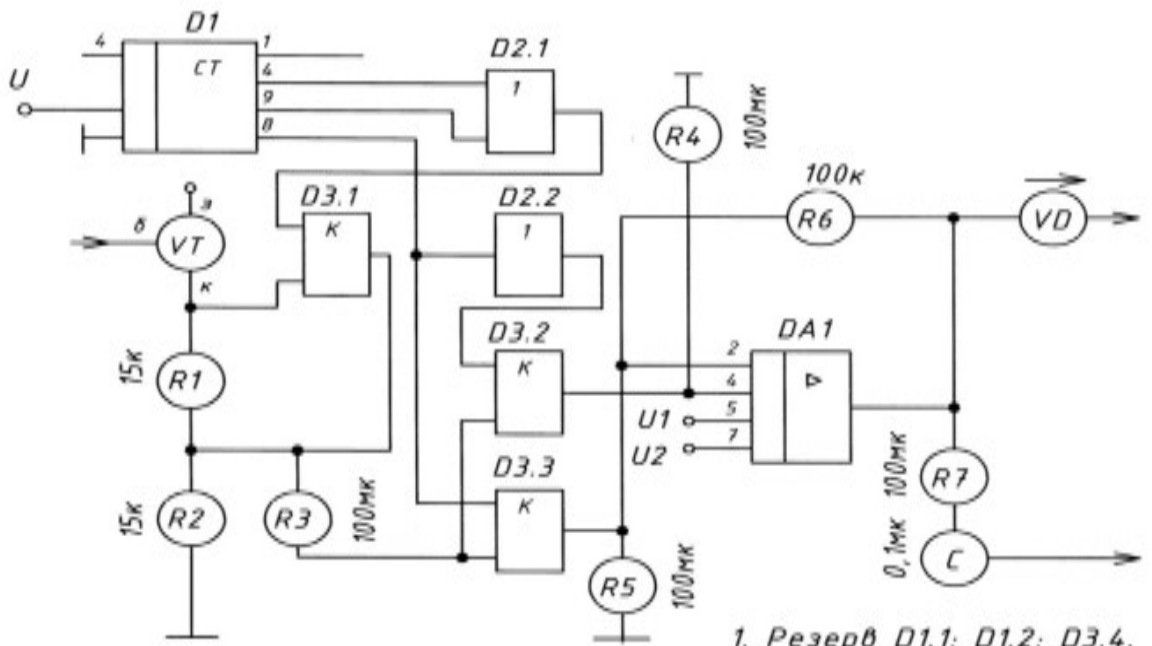 D1
4
1
CT
4
9
8
U
D2.1
1
R4
100мк
100к
R6
VD
D3.1
К
э
б
VT
к
D2.2
1
15к
R1
D3.2
К
DA1
2
4
5
7
▷
U1
U2
15к
R2
R3
100мк
D3.3
К
R5
100мк
R7
100мк
С
0,1мк
1. Резерв D1.1; D1.2; D3.4.